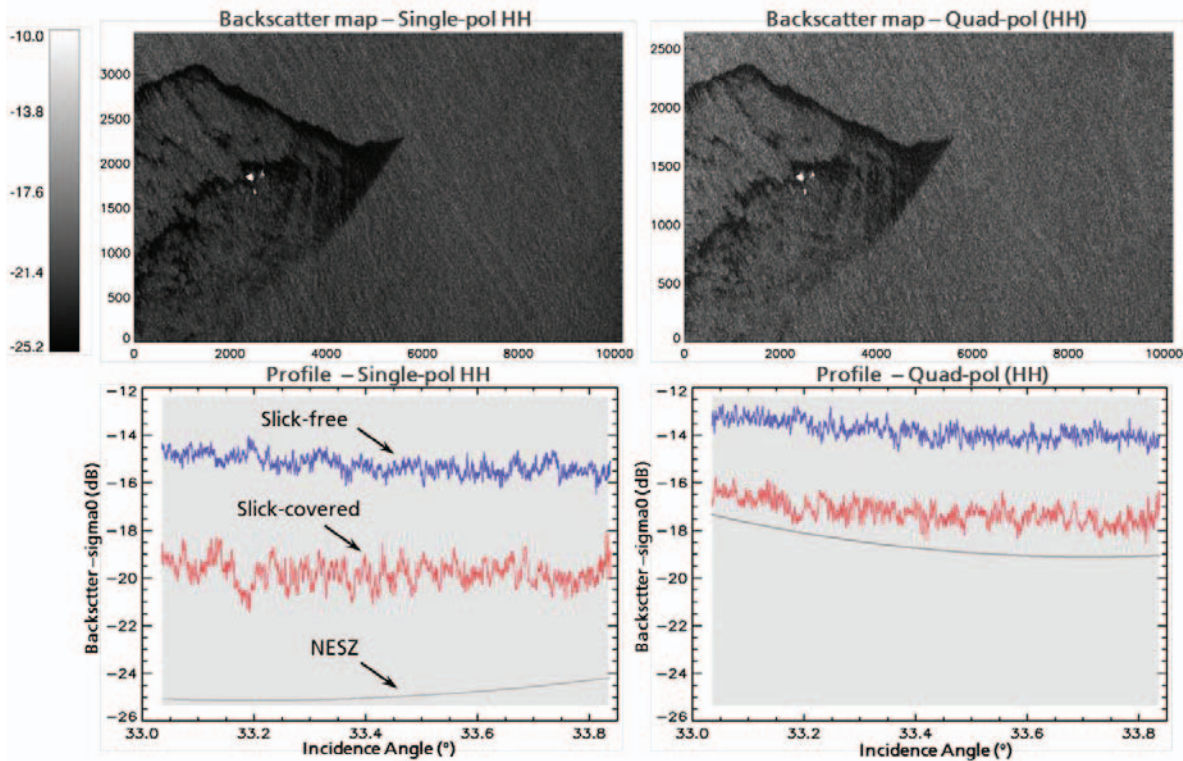 Backscatter map – Single-pol HH
Backscatter map – Quad-pol (HH)
-10.0
-13.8
-17.6
-21.4
-25.2
3000
2500
2000
1500
1000
500
0
0 2000 4000 6000 8000 10000
2500
2000
1500
1000
500
0
0 2000 4000 6000 8000 10000
Profile – Single-pol HH
Profile – Quad-pol (HH)
Backsctter –sigma0 (dB)
−12
−14
−16
−18
−20
−22
−24
−26
Slick-free
Slick-covered
NESZ
33.0 33.2 33.4 33.6 33.8
Incidence Angle (°)
Backsctter –sigma0 (dB)
−12
−14
−16
−18
−20
−22
−24
−26
33.0 33.2 33.4 33.6 33.8
Incidence Angle (°)